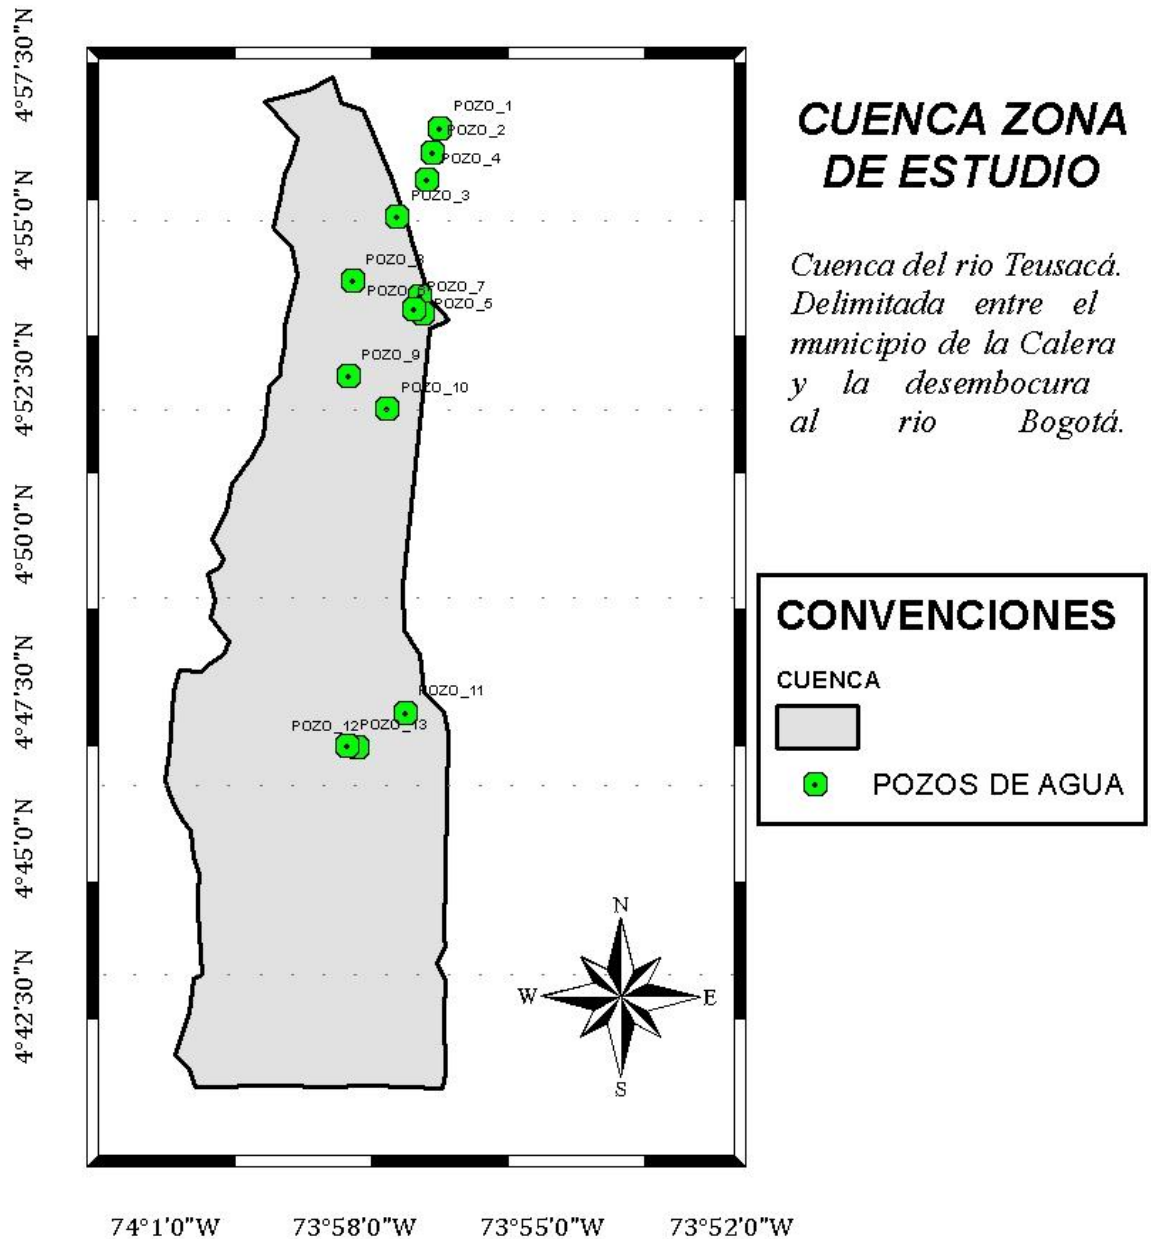 4°57'30"N
4°55'0"N
4°52'30"N
4°50'0"N
4°47'30"N
4°45'0"N
4°42'30"N
POZO_1
POZO_2
POZO_4
POZO_3
POZO_7
POZO_5
POZO_9
POZO_10
POZO_11
POZO_12
POZO_13
N
W
E
S
74°1'0"W
73°58'0"W
73°55'0"W
73°52'0"W
CUENCA ZONA
DE ESTUDIO
Cuenca del rio Teusacá.
Delimitada entre el
municipio de la Calera
y la desembocura
al rio Bogotá.
CONVENCIONES
CUENCA
POZOS DE AGUA